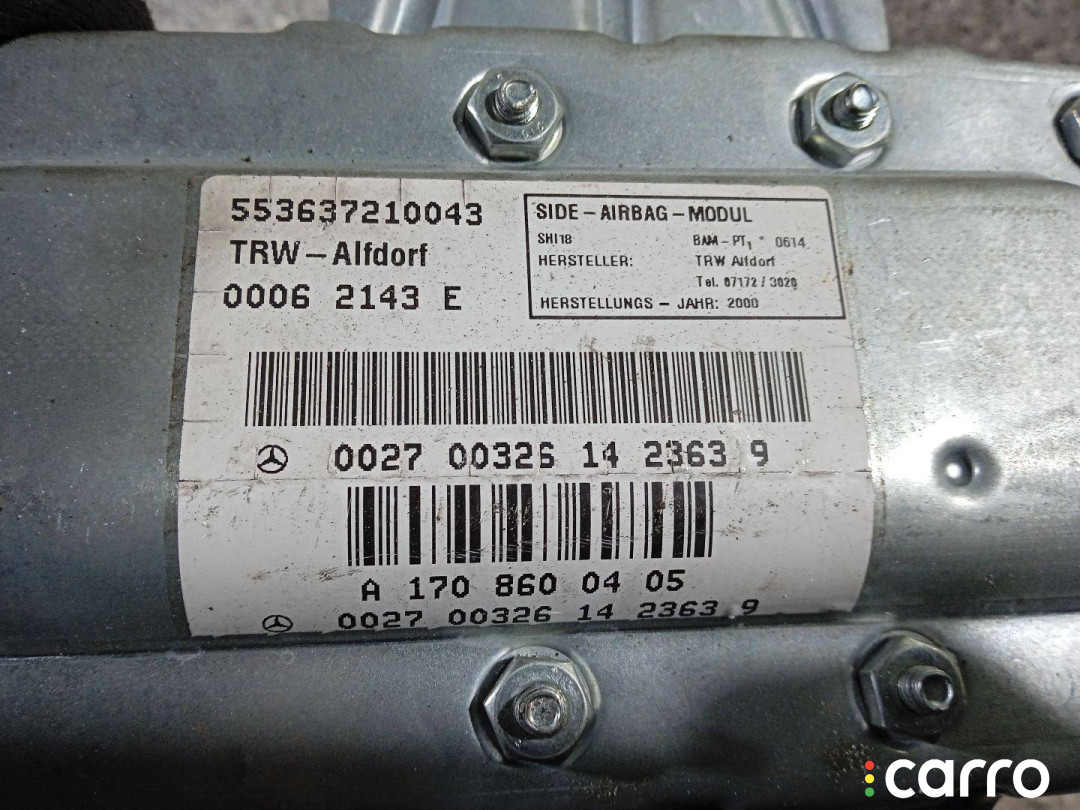 553637210043
TRW-Alfdorf
0006 2143 E
SIDE-AIRBAG-MODUL
SHI18 BAM-PT1 * 0614
HERSTELLER: TRW Alfdorf
Tel. 07172/3020
HERSTELLUNGS-JAHR: 2000
0027 00326 14 2363 9
A 170 860 04 05
0027 00326 14 2363 9
carro